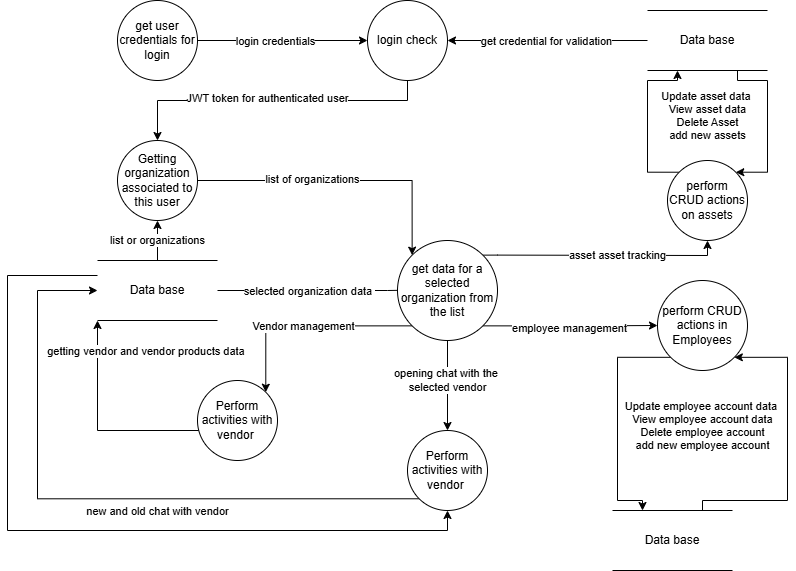 get user
credentials for
login
login credentials
login check
get credential for validation
Data base
JWT token for authenticated user
Update asset data
View asset data
Delete Asset
add new assets
Getting
organization
associated to
this user
list of organizations
perform
CRUD actions
on assets
list or organizations
get data for a
selected
organization from
the list
asset asset tracking
Data base
selected organization data
Vendor management
employee management
perform CRUD
actions in
Employees
getting vendor and vendor products data
opening chat with the
selected vendor
Perform
activities with
vendor
Update employee account data
View employee account data
Delete employee account
add new employee account
Perform
activities with
vendor
new and old chat with vendor
Data base